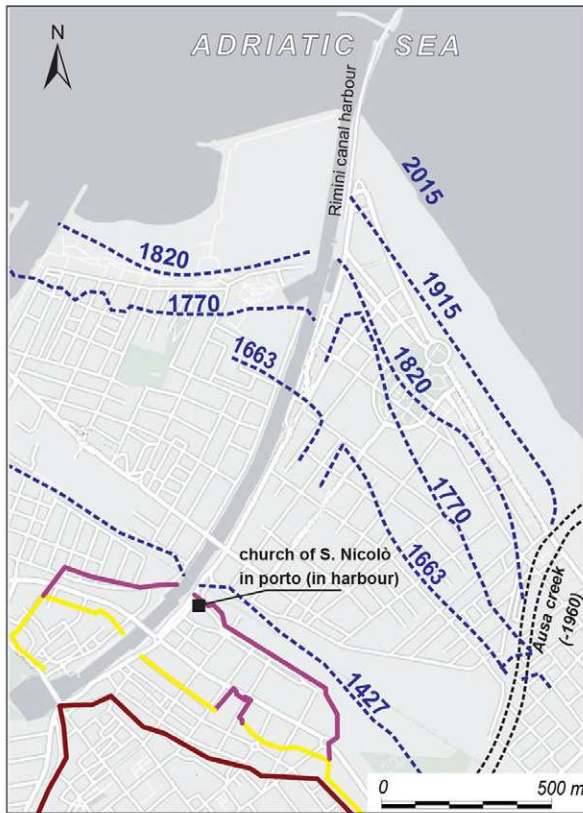 N
ADRIATIC SEA
Rimini canal harbour
2015
1820
1915
1770
1663
1820
1770
1663
church of S. Nicolò
in porto (in harbour)
Ausa creek
(-1960)
1427
0 500 m